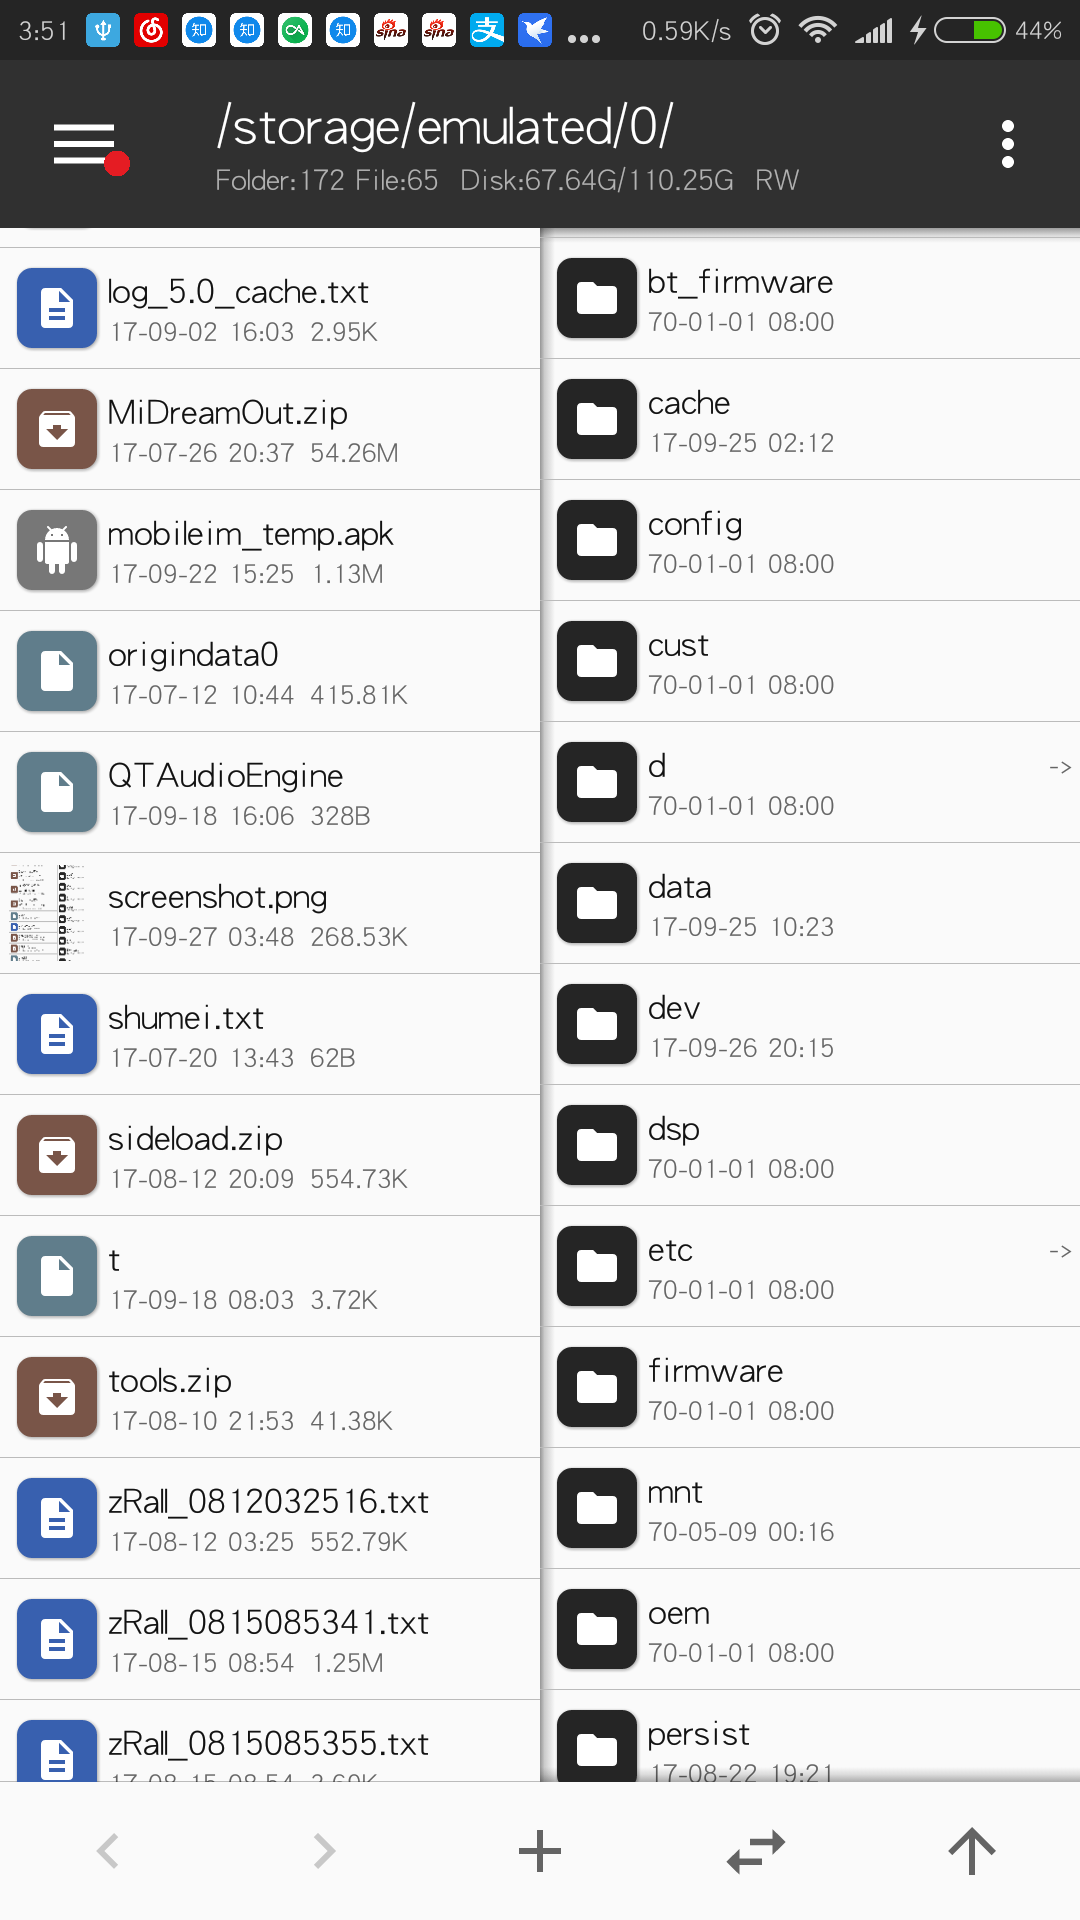 3:51 知 知 知 sina sina 支 ... 0.59K/s 44%
/storage/emulated/0/
Folder:172 File:65 Disk:67.64G/110.25G RW
log_5.0_cache.txt
17-09-02 16:03 2.95K
MiDreamOut.zip
17-07-26 20:37 54.26M
mobileim_temp.apk
17-09-22 15:25 1.13M
origindata0
17-07-12 10:44 415.81K
QTAudioEngine
17-09-18 16:06 328B
screenshot.png
17-09-27 03:48 268.53K
shumei.txt
17-07-20 13:43 62B
sideload.zip
17-08-12 20:09 554.73K
t
17-09-18 08:03 3.72K
tools.zip
17-08-10 21:53 41.38K
zRall_0812032516.txt
17-08-12 03:25 552.79K
zRall_0815085341.txt
17-08-15 08:54 1.25M
zRall_0815085355.txt
17-08-15 08:54 2.69K
bt_firmware
70-01-01 08:00
cache
17-09-25 02:12
config
70-01-01 08:00
cust
70-01-01 08:00
d ->
70-01-01 08:00
data
17-09-25 10:23
dev
17-09-26 20:15
dsp
70-01-01 08:00
etc ->
70-01-01 08:00
firmware
70-01-01 08:00
mnt
70-05-09 00:16
oem
70-01-01 08:00
persist
17-08-22 19:21